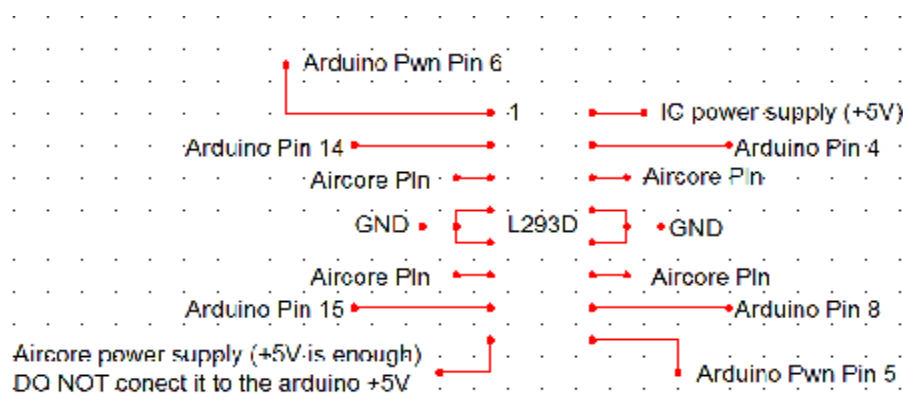 Arduino Pwn Pin 6
1
IC power supply (+5V)
Arduino Pin 14
Arduino Pin 4
Aircore PIn
Aircore PIn
GND
L293D
GND
Aircore PIn
Aircore PIn
Arduino Pin 15
Arduino Pin 8
Aircore power supply (+5V is enough)
DO NOT conect it to the arduino +5V
Arduino Pwn Pin 5